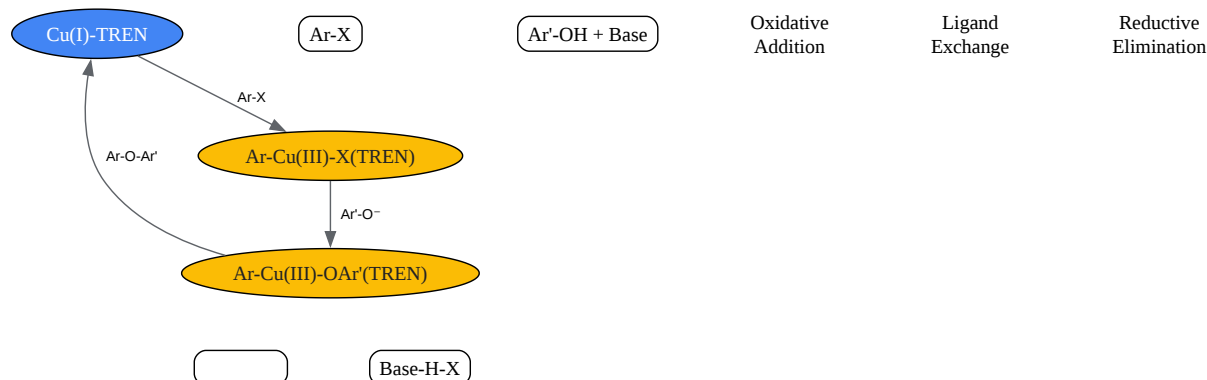 Cu(I)-TREN
Ar-X
Ar'-OH + Base
Oxidative
Addition
Ligand
Exchange
Reductive
Elimination
Ar-X
Ar-O-Ar'
Ar-Cu(III)-X(TREN)
Ar'-O⁻
Ar-Cu(III)-OAr'(TREN)
Base-H-X